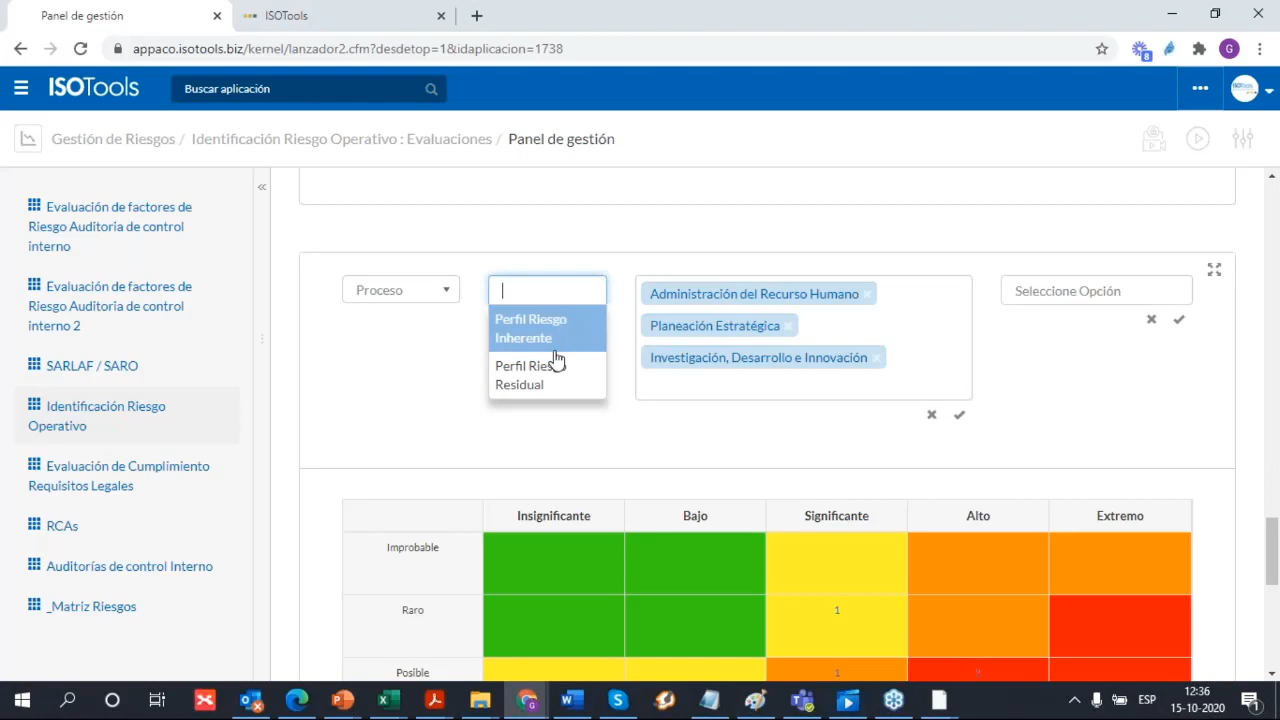 Panel de gestión
ISOTools
appaco.isotools.biz/kernel/lanzador2.cfm?desdetop=1&idaplicacion=1738
G
8
ISOTools
Buscar aplicación
Gestión de Riesgos / Identificación Riesgo Operativo : Evaluaciones / Panel de gestión
Evaluación de factores de
Riesgo Auditoria de control
interno
Evaluación de factores de
Riesgo Auditoria de control
interno 2
SARLAF / SARO
Identificación Riesgo
Operativo
Evaluación de Cumplimiento
Requisitos Legales
RCAs
Auditorías de control Interno
_Matriz Riesgos
Proceso
Perfil Riesgo
Inherente
Perfil
Residual
Administración del Recurso Humano
Planeación Estratégica
Investigación, Desarrollo e Innovación
Seleccione Opción
Insignificante Bajo Significante Alto Extremo
Improbable
Raro 1
Posible 1
ESP
12:36
15-10-2020
1